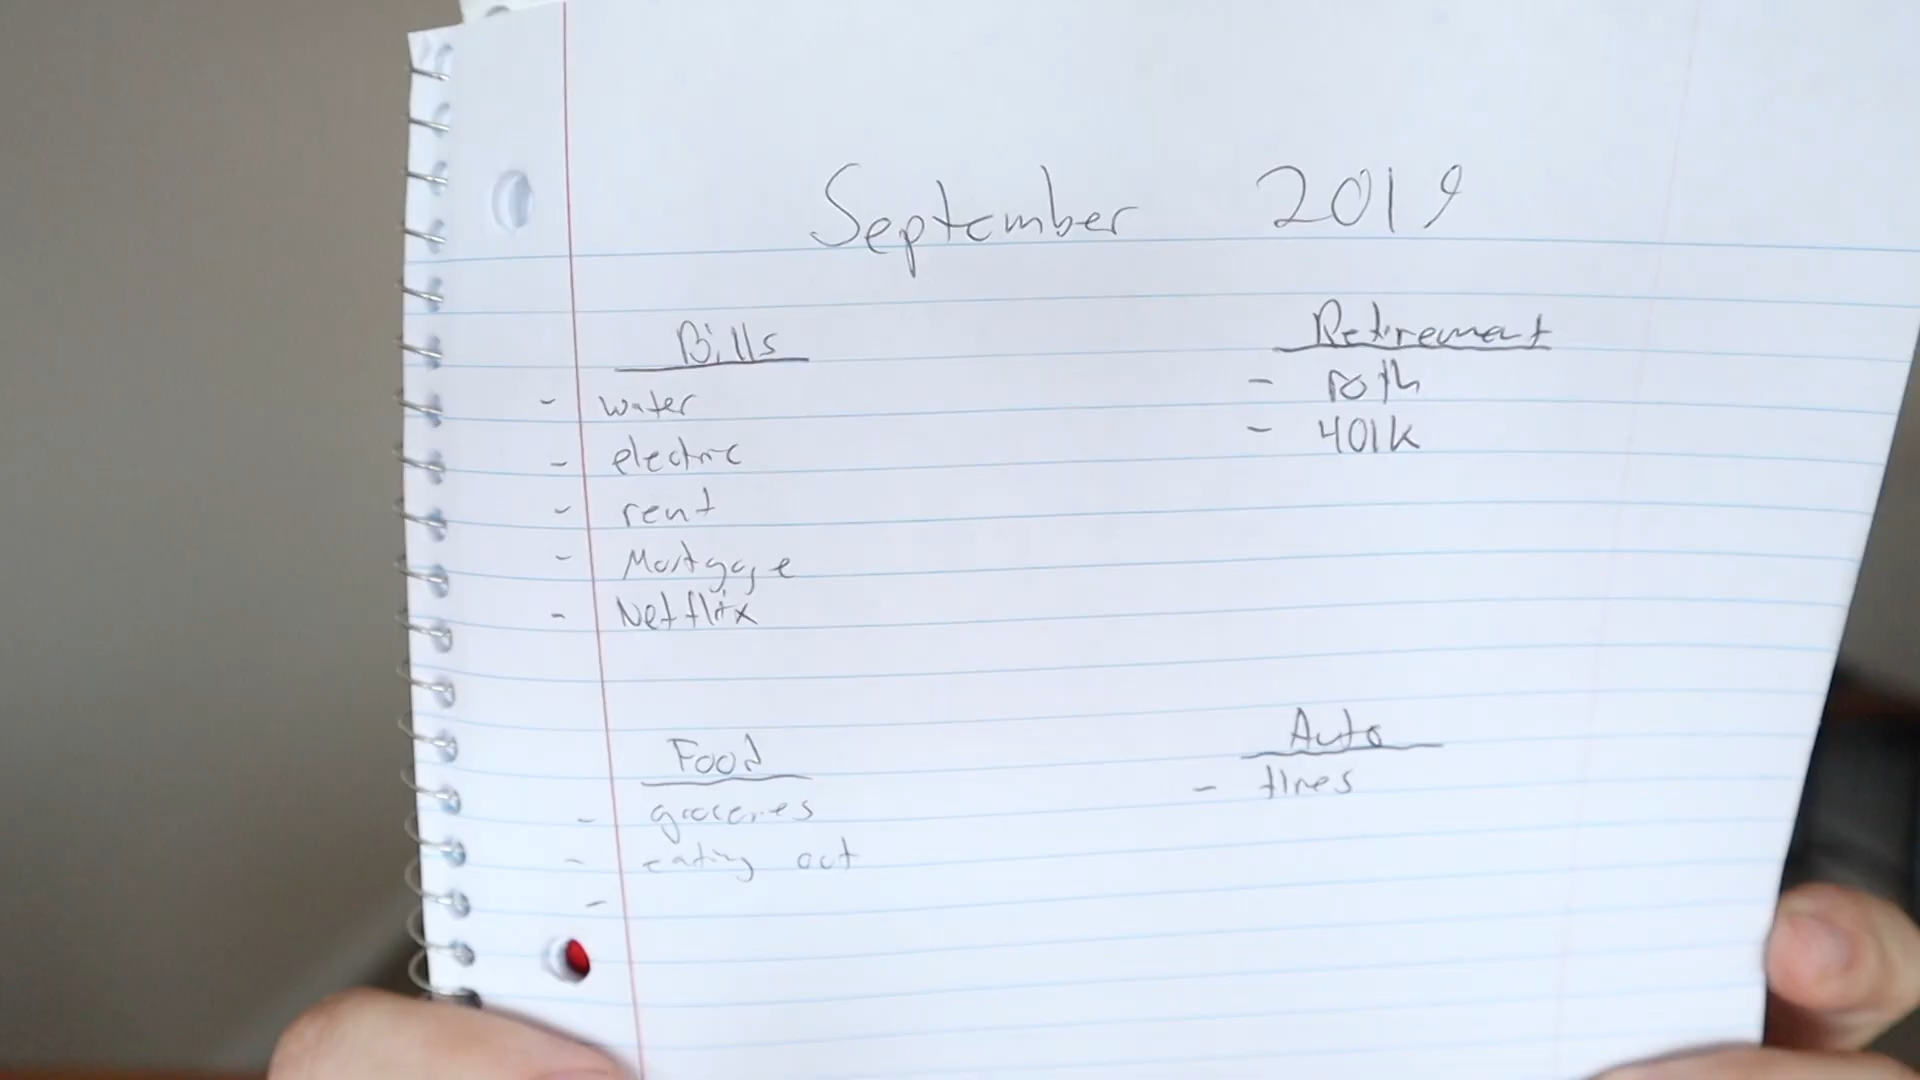 September 2019
Bills
- water
- electric
- rent
- Mortgage
- Netflix
Retirement
- roth
- 401k
Food
- groceries
- eating out
-
Auto
- tires